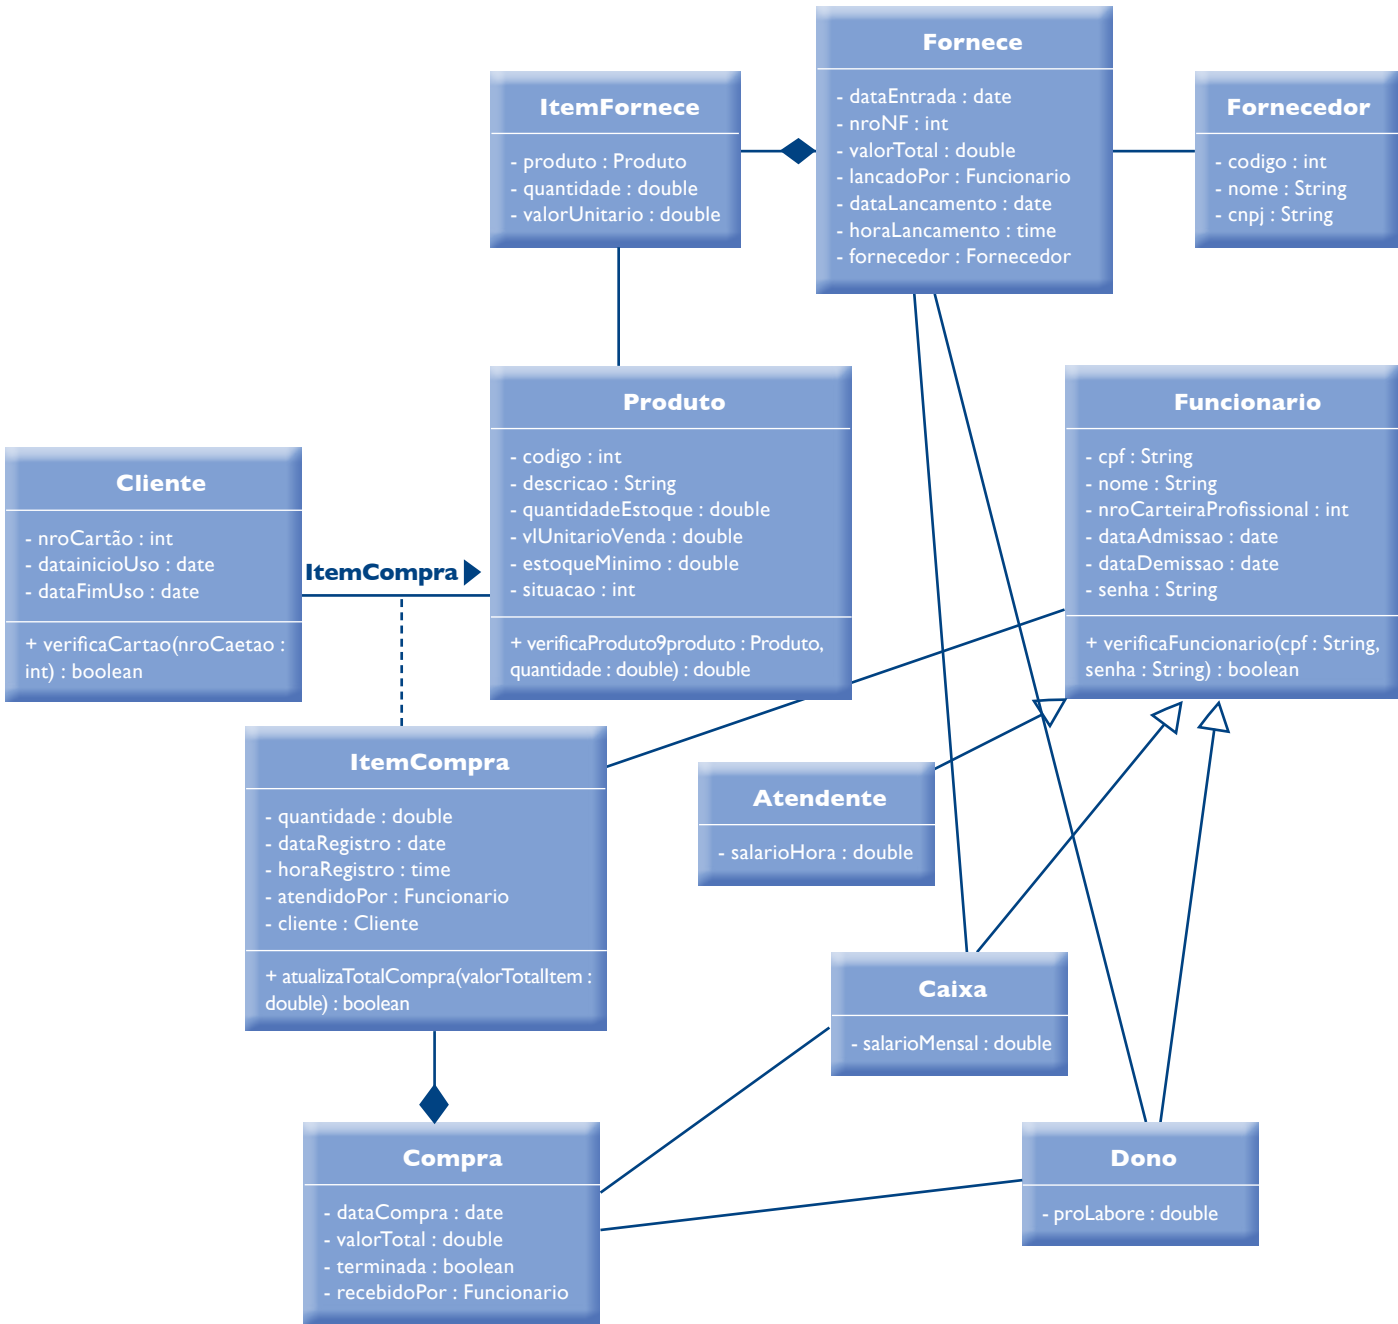 Fornece
- dataEntrada : date
- nroNF : int
- valorTotal : double
- lancadoPor : Funcionario
- dataLancamento : date
- horaLancamento : time
- fornecedor : Fornecedor
ItemFornece
- produto : Produto
- quantidade : double
- valorUnitario : double
Fornecedor
- codigo : int
- nome : String
- cnpj : String
Produto
- codigo : int
- descricao : String
- quantidadeEstoque : double
- vlUnitarioVenda : double
- estoqueMinimo : double
- situacao : int
+ verificaProduto9produto : Produto,
quantidade : double) : double
Funcionario
- cpf : String
- nome : String
- nroCarteiraProfissional : int
- dataAdmissao : date
- dataDemissao : date
- senha : String
+ verificaFuncionario(cpf : String,
senha : String) : boolean
Cliente
- nroCartão : int
- datainicioUso : date
- dataFimUso : date
+ verificaCartao(nroCaetao :
int) : boolean
ItemCompra
ItemCompra
- quantidade : double
- dataRegistro : date
- horaRegistro : time
- atendidoPor : Funcionario
- cliente : Cliente
+ atualizaTotalCompra(valorTotalItem :
double) : boolean
Atendente
- salarioHora : double
Caixa
- salarioMensal : double
Compra
- dataCompra : date
- valorTotal : double
- terminada : boolean
- recebidoPor : Funcionario
Dono
- proLabore : double